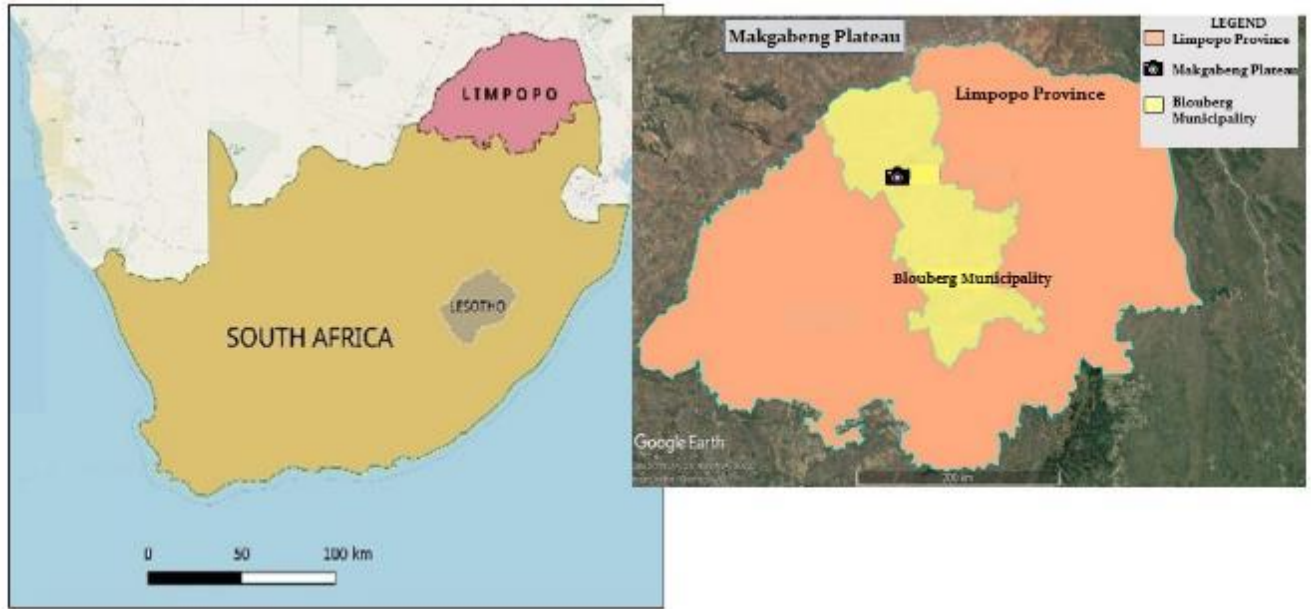 LIMPOPO
LESOTHO
SOUTH AFRICA
0 50 100 km
Makgabeng Plateau
LEGEND
Limpopo Province
Makgabeng Plateau
Blouberg
Municipality
Limpopo Province
Blouberg Municipality
Google Earth
200 km